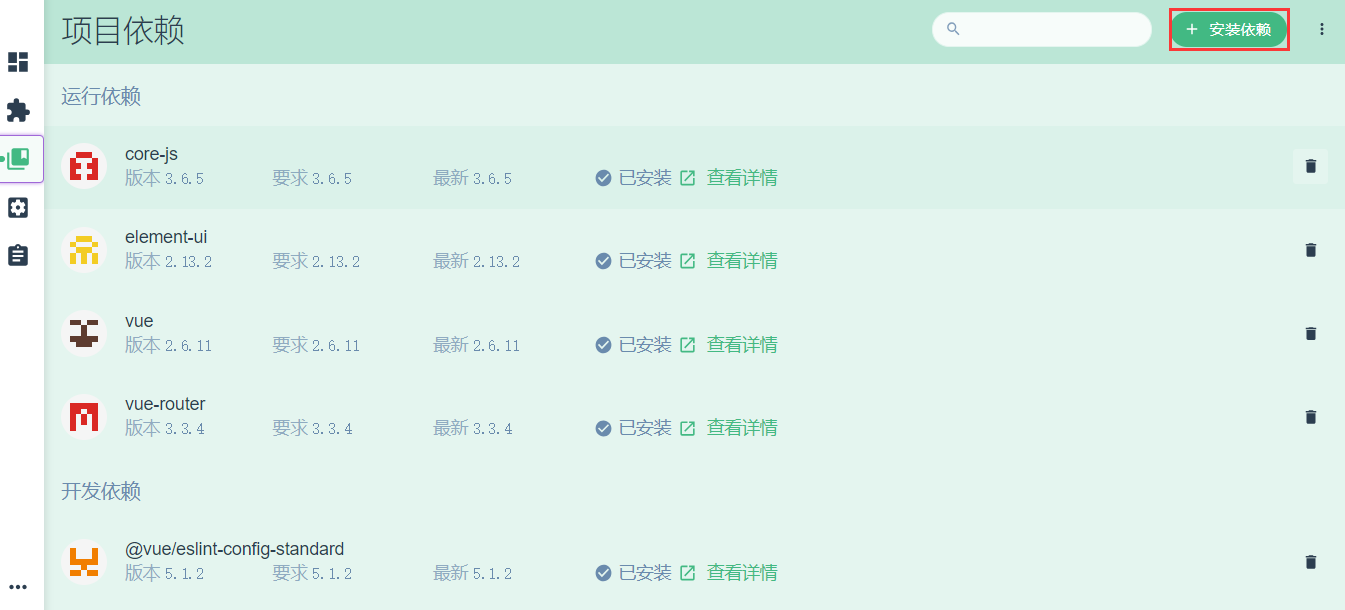 项目依赖
安装依赖
运行依赖
core-js
版本 3.6.5 要求 3.6.5 最新 3.6.5 已安装 查看详情
element-ui
版本 2.13.2 要求 2.13.2 最新 2.13.2 已安装 查看详情
vue
版本 2.6.11 要求 2.6.11 最新 2.6.11 已安装 查看详情
vue-router
版本 3.3.4 要求 3.3.4 最新 3.3.4 已安装 查看详情
开发依赖
@vue/eslint-config-standard
版本 5.1.2 要求 5.1.2 最新 5.1.2 已安装 查看详情